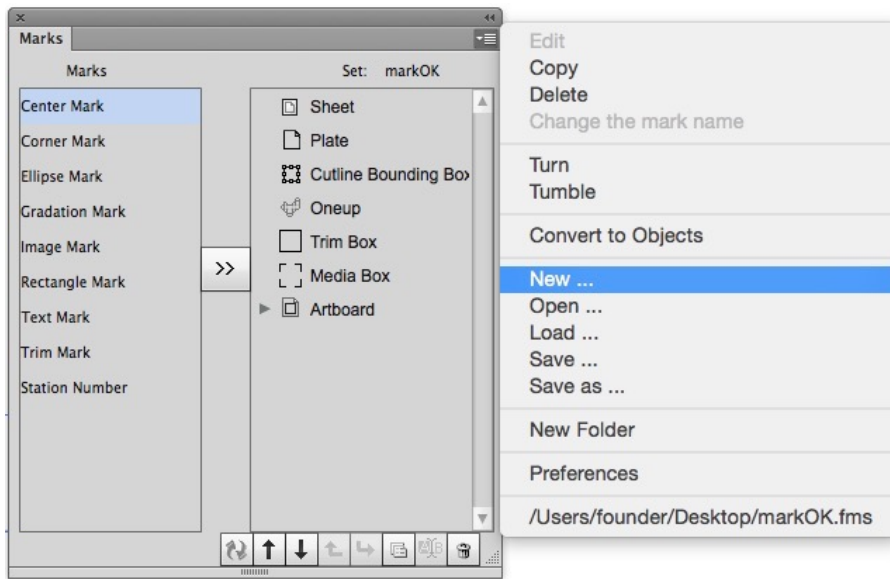 Marks
Marks
Set: markOK
Center Mark
Corner Mark
Ellipse Mark
Gradation Mark
Image Mark
Rectangle Mark
Text Mark
Trim Mark
Station Number
>>
Sheet
Plate
Cutline Bounding Box
Oneup
Trim Box
Media Box
Artboard
Edit
Copy
Delete
Change the mark name
Turn
Tumble
Convert to Objects
New ...
Open ...
Load ...
Save ...
Save as ...
New Folder
Preferences
/Users/founder/Desktop/markOK.fms